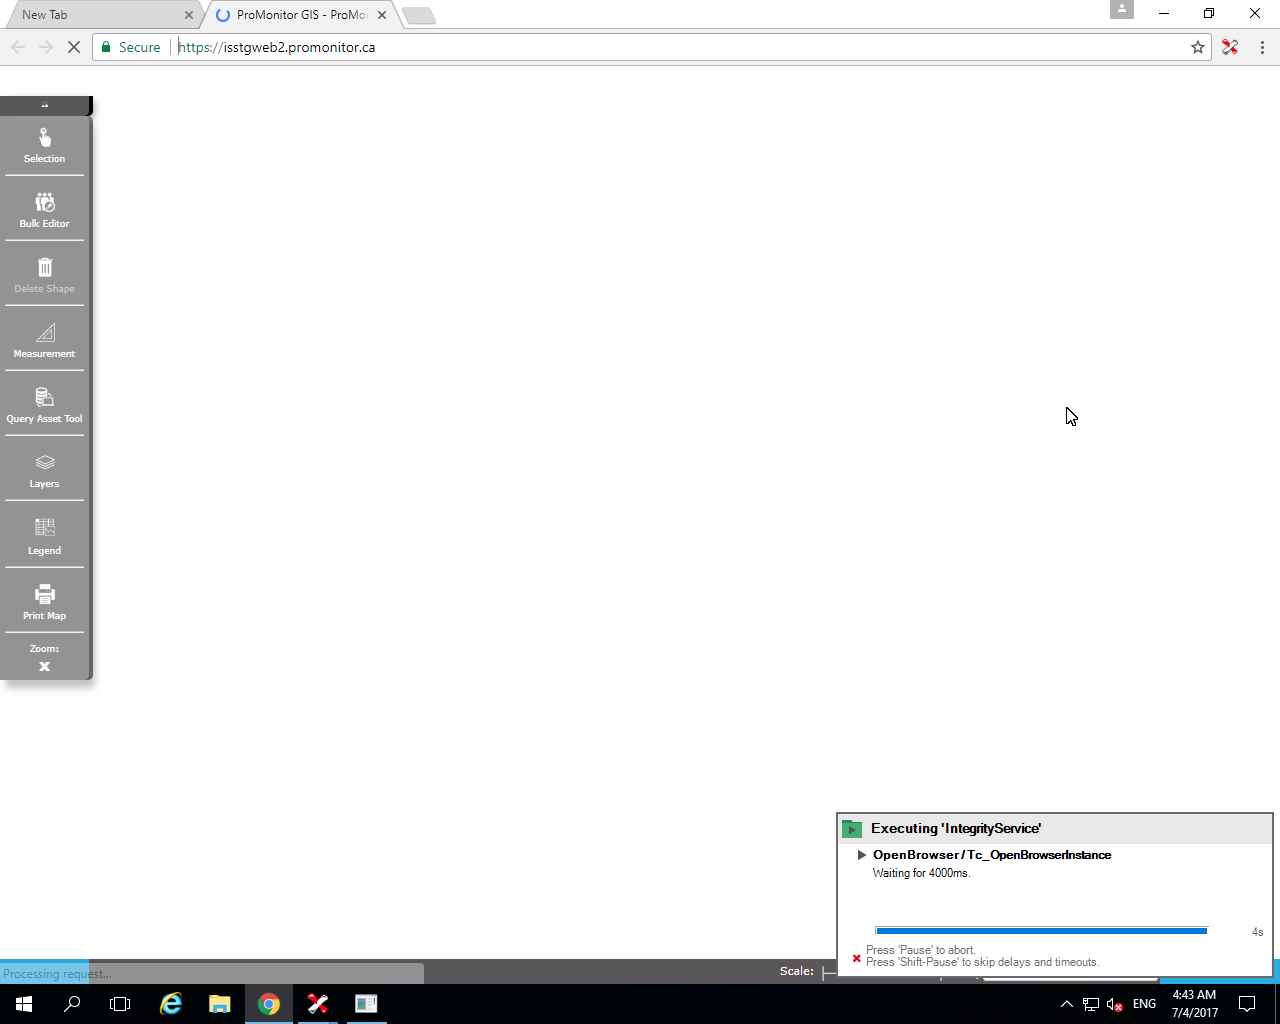 New Tab
ProMonitor GIS - ProMo
Secure
https://isstgweb2.promonitor.ca
Selection
Bulk Editor
Delete Shape
Measurement
Query Asset Tool
Layers
Legend
Print Map
Zoom:
Executing 'IntegrityService'
OpenBrowser/Tc_OpenBrowserInstance
Waiting for 4000ms.
4s
Press 'Pause' to abort.
Press 'Shift-Pause' to skip delays and timeouts.
Processing request...
Scale:
ENG
4:43 AM
7/4/2017